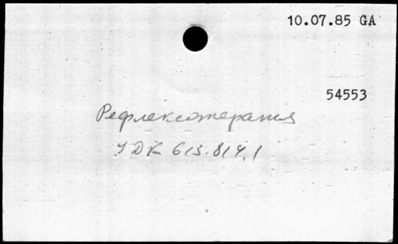 10.07.85 GA
54553
Рефлексотерапия
УДК 615.814.1